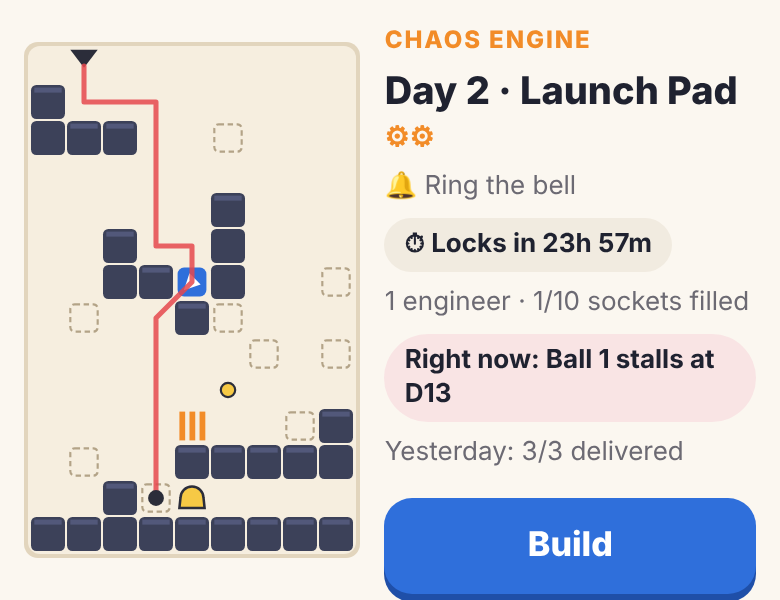 CHAOS ENGINE
Day 2 · Launch Pad
⚙⚙
🔔 Ring the bell
⏱ Locks in 23h 57m
1 engineer · 1/10 sockets filled
Right now: Ball 1 stalls at
D13
Yesterday: 3/3 delivered
Build